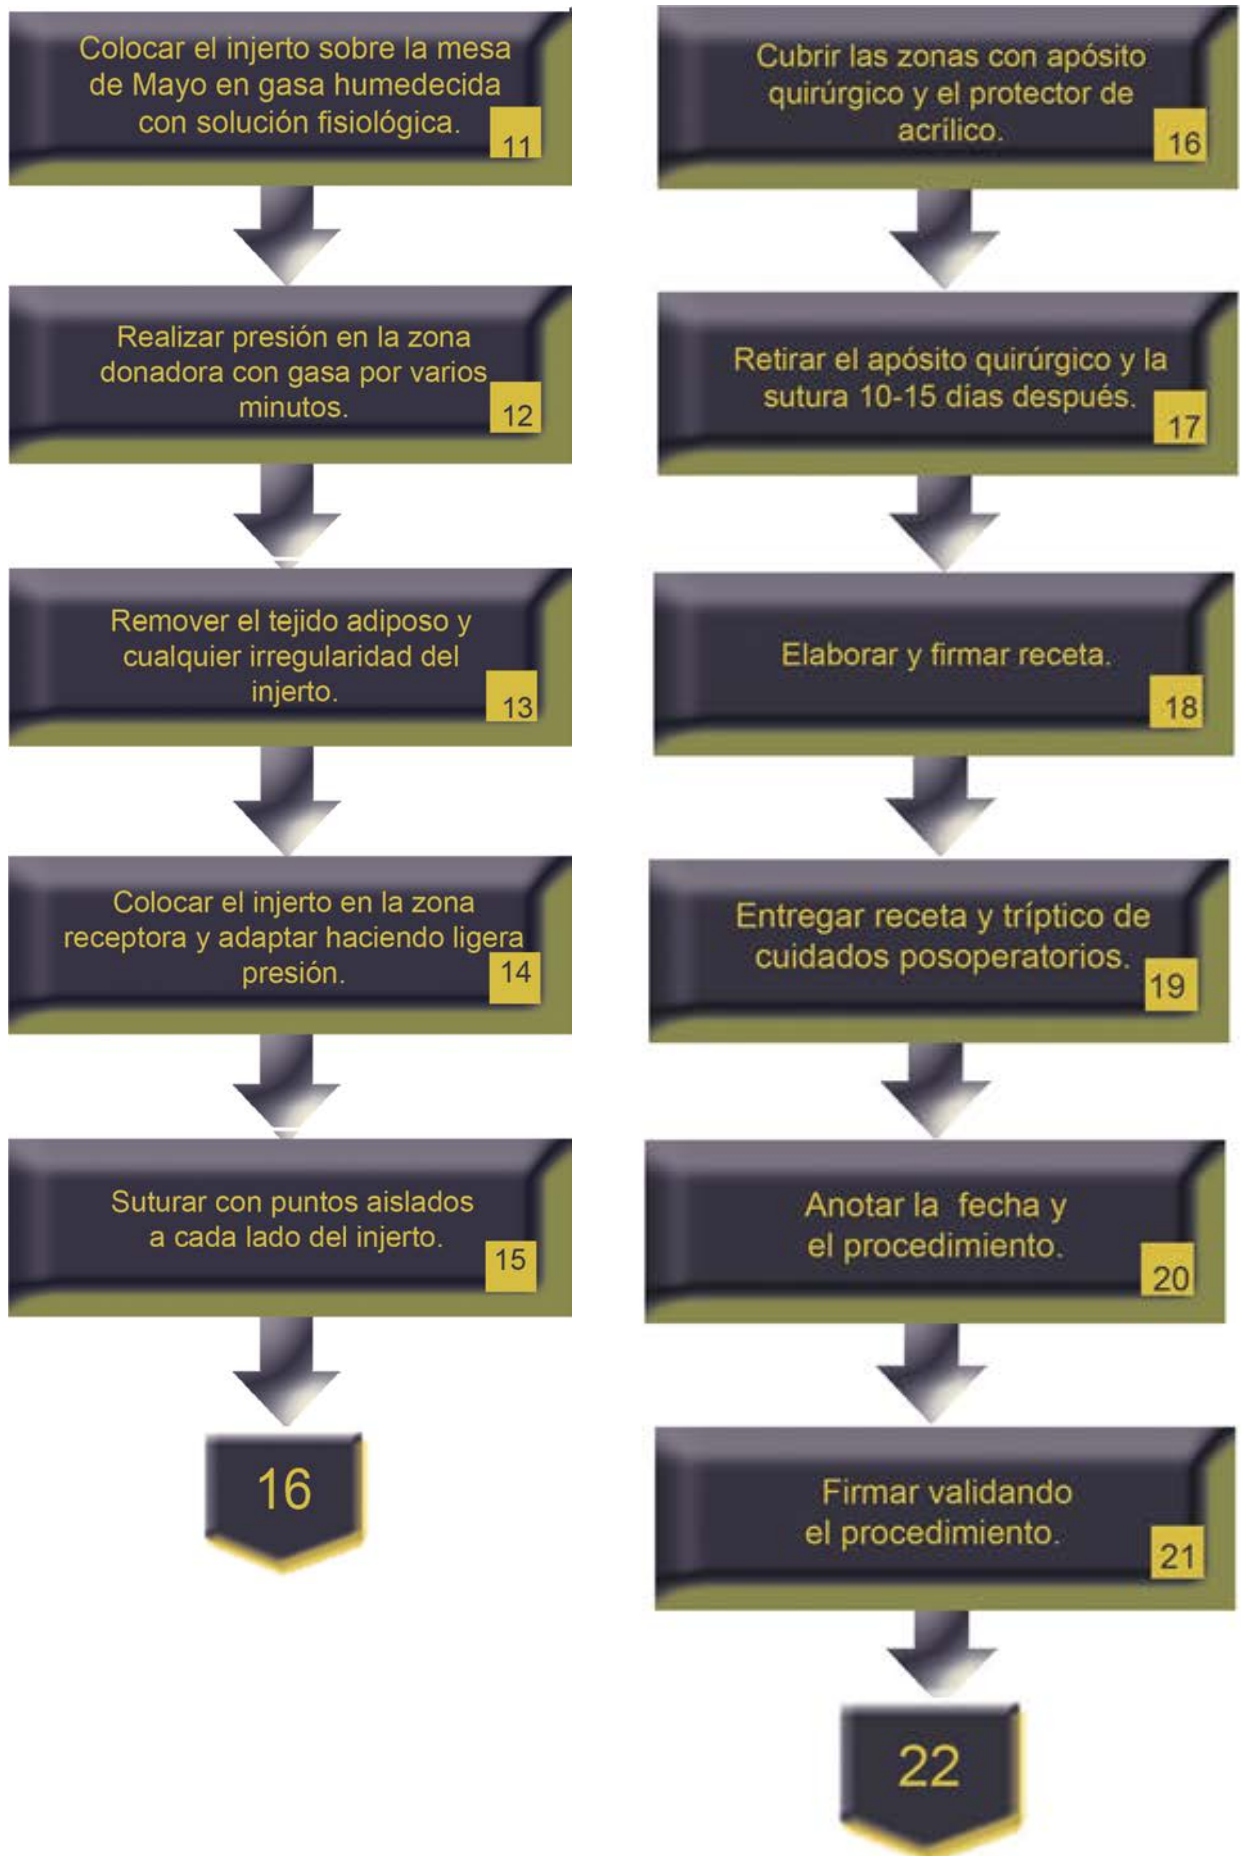 Colocar el injerto sobre la mesa
de Mayo en gasa humedecida
con solución fisiológica.
11
Realizar presión en la zona
donadora con gasa por varios
minutos.
12
Remover el tejido adiposo y
cualquier irregularidad del
injerto.
13
Colocar el injerto en la zona
receptora y adaptar haciendo ligera
presión.
14
Suturar con puntos aislados
a cada lado del injerto.
15
16
Cubrir las zonas con apósito
quirúrgico y el protector de
acrílico.
16
Retirar el apósito quirúrgico y la
sutura 10-15 días después.
17
Elaborar y firmar receta.
18
Entregar receta y tríptico de
cuidados posoperatorios.
19
Anotar la fecha y
el procedimiento.
20
Firmar validando
el procedimiento.
21
22